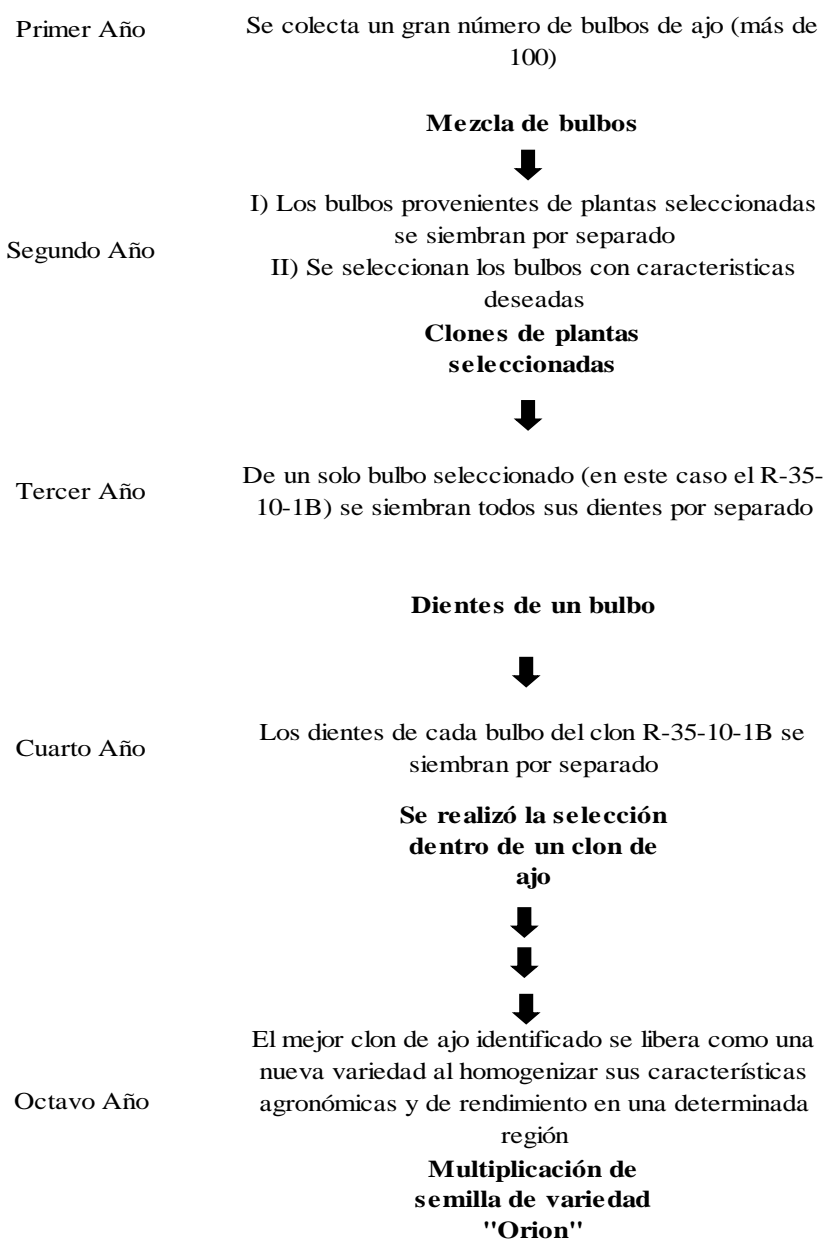 Primer Año
Se colecta un gran número de bulbos de ajo (más de
100)
Mezcla de bulbos
Segundo Año
I) Los bulbos provenientes de plantas seleccionadas
se siembran por separado
II) Se seleccionan los bulbos con caracteristicas
deseadas
Clones de plantas
seleccionadas
Tercer Año
De un solo bulbo seleccionado (en este caso el R-35-
10-1B) se siembran todos sus dientes por separado
Dientes de un bulbo
Cuarto Año
Los dientes de cada bulbo del clon R-35-10-1B se
siembran por separado
Se realizó la selección
dentro de un clon de
ajo
Octavo Año
El mejor clon de ajo identificado se libera como una
nueva variedad al homogenizar sus características
agronómicas y de rendimiento en una determinada
región
Multiplicación de
semilla de variedad
"Orion"